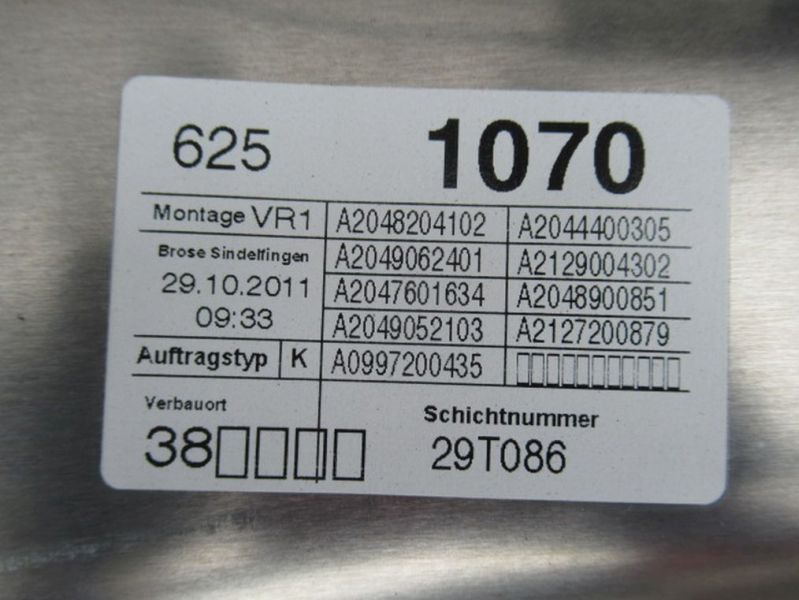 625 1070
Montage VR1 A2048204102 A2044400305
Brose Sindelfingen A2049062401 A2129004302
29.10.2011 A2047601634 A2048900851
09:33 A2049052103 A2127200879
Auftragstyp K A0997200435 ▯▯▯▯▯▯▯▯▯▯▯
Verbauort Schichtnummer
38▯▯▯▯ 29T086